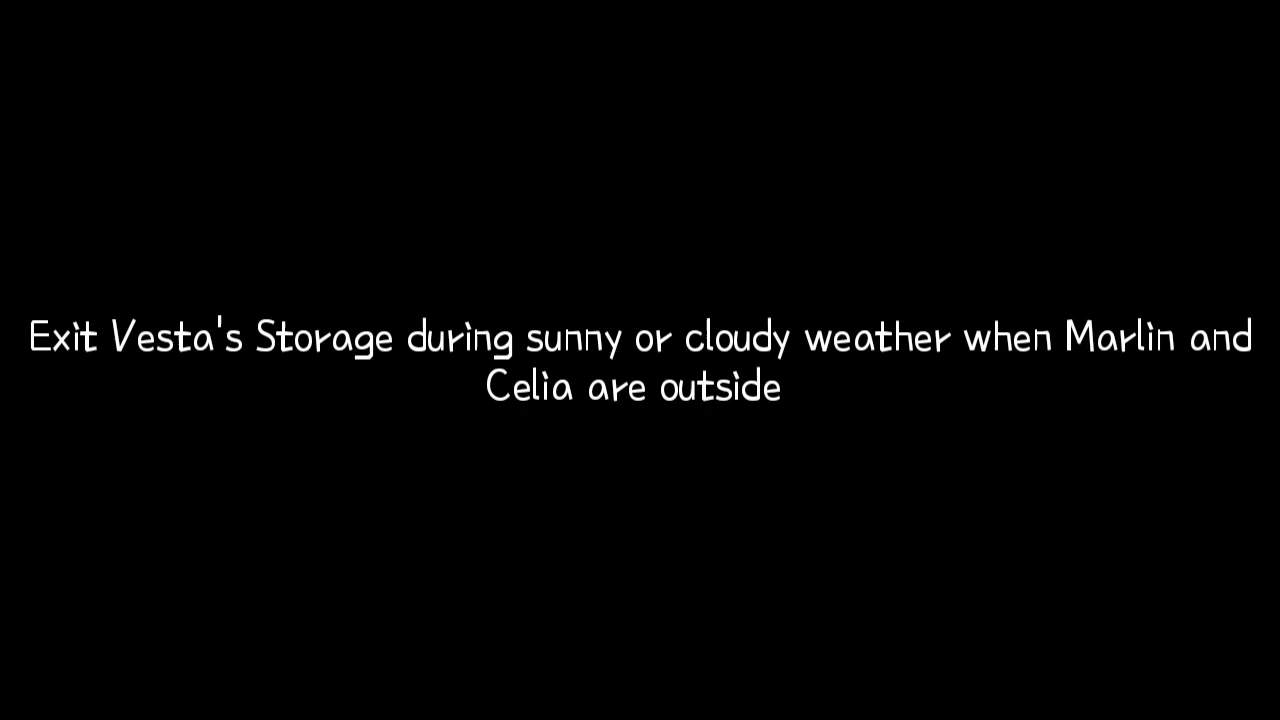 Exit Vesta's Storage during sunny or cloudy weather when Marlin and
Celia are outside